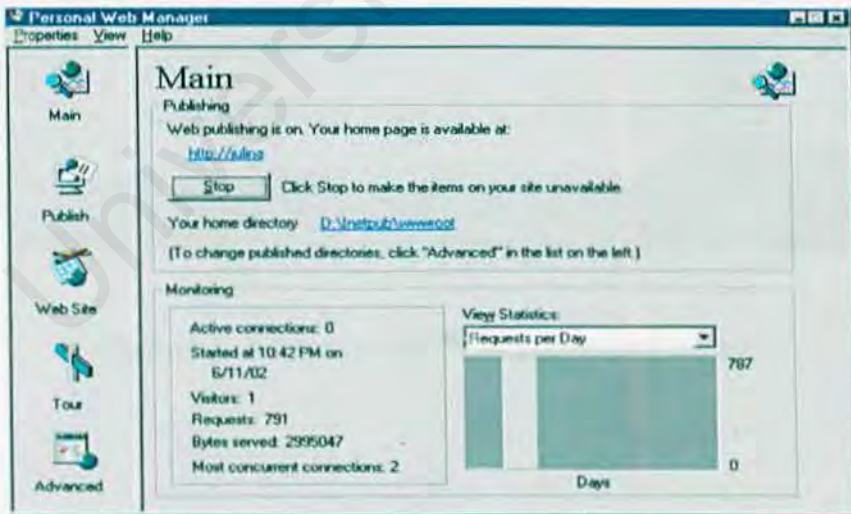 Personal Web Manager
Properties View Help
Main
Publish
Web Site
Tour
Advanced
Main
Publishing
Web publishing is on. Your home page is available at:
http://julina
Stop
Click Stop to make the items on your site unavailable.
Your home directory D:\Inetpub\wwwroot
(To change published directories, click "Advanced" in the list on the left.)
Monitoring
Active connections: 0
Started at 10:42 PM on
6/11/02
Visitors: 1
Requests: 791
Bytes served: 2995047
Most concurrent connections: 2
View Statistics:
Requests per Day
787
0
Days
Universi